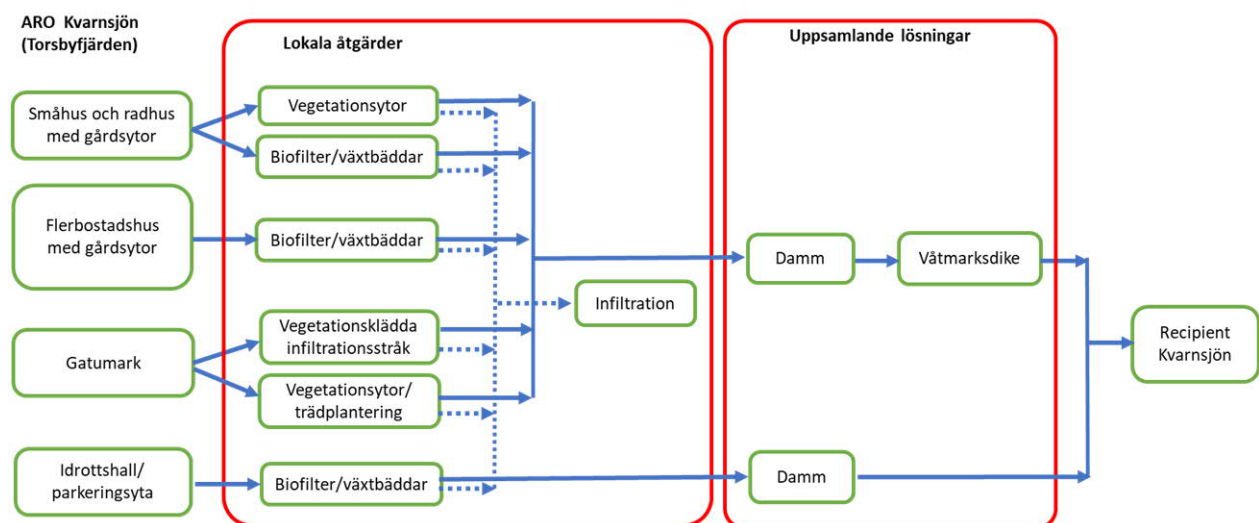 ARO Kvarnsjön
(Torsbyfjärden)
Lokala åtgärder
Uppsamlande lösningar
Småhus och radhus
med gårdsytor
Vegetationsytor
Biofilter/växtbäddar
Flerbostadshus
med gårdsytor
Biofilter/växtbäddar
Damm
Våtmarksdike
Infiltration
Recipient
Kvarnsjön
Gatumark
Vegetationsklädda
infiltrationsstråk
Vegetationsytor/
trädplantering
Idrottshall/
parkeringsyta
Biofilter/växtbäddar
Damm